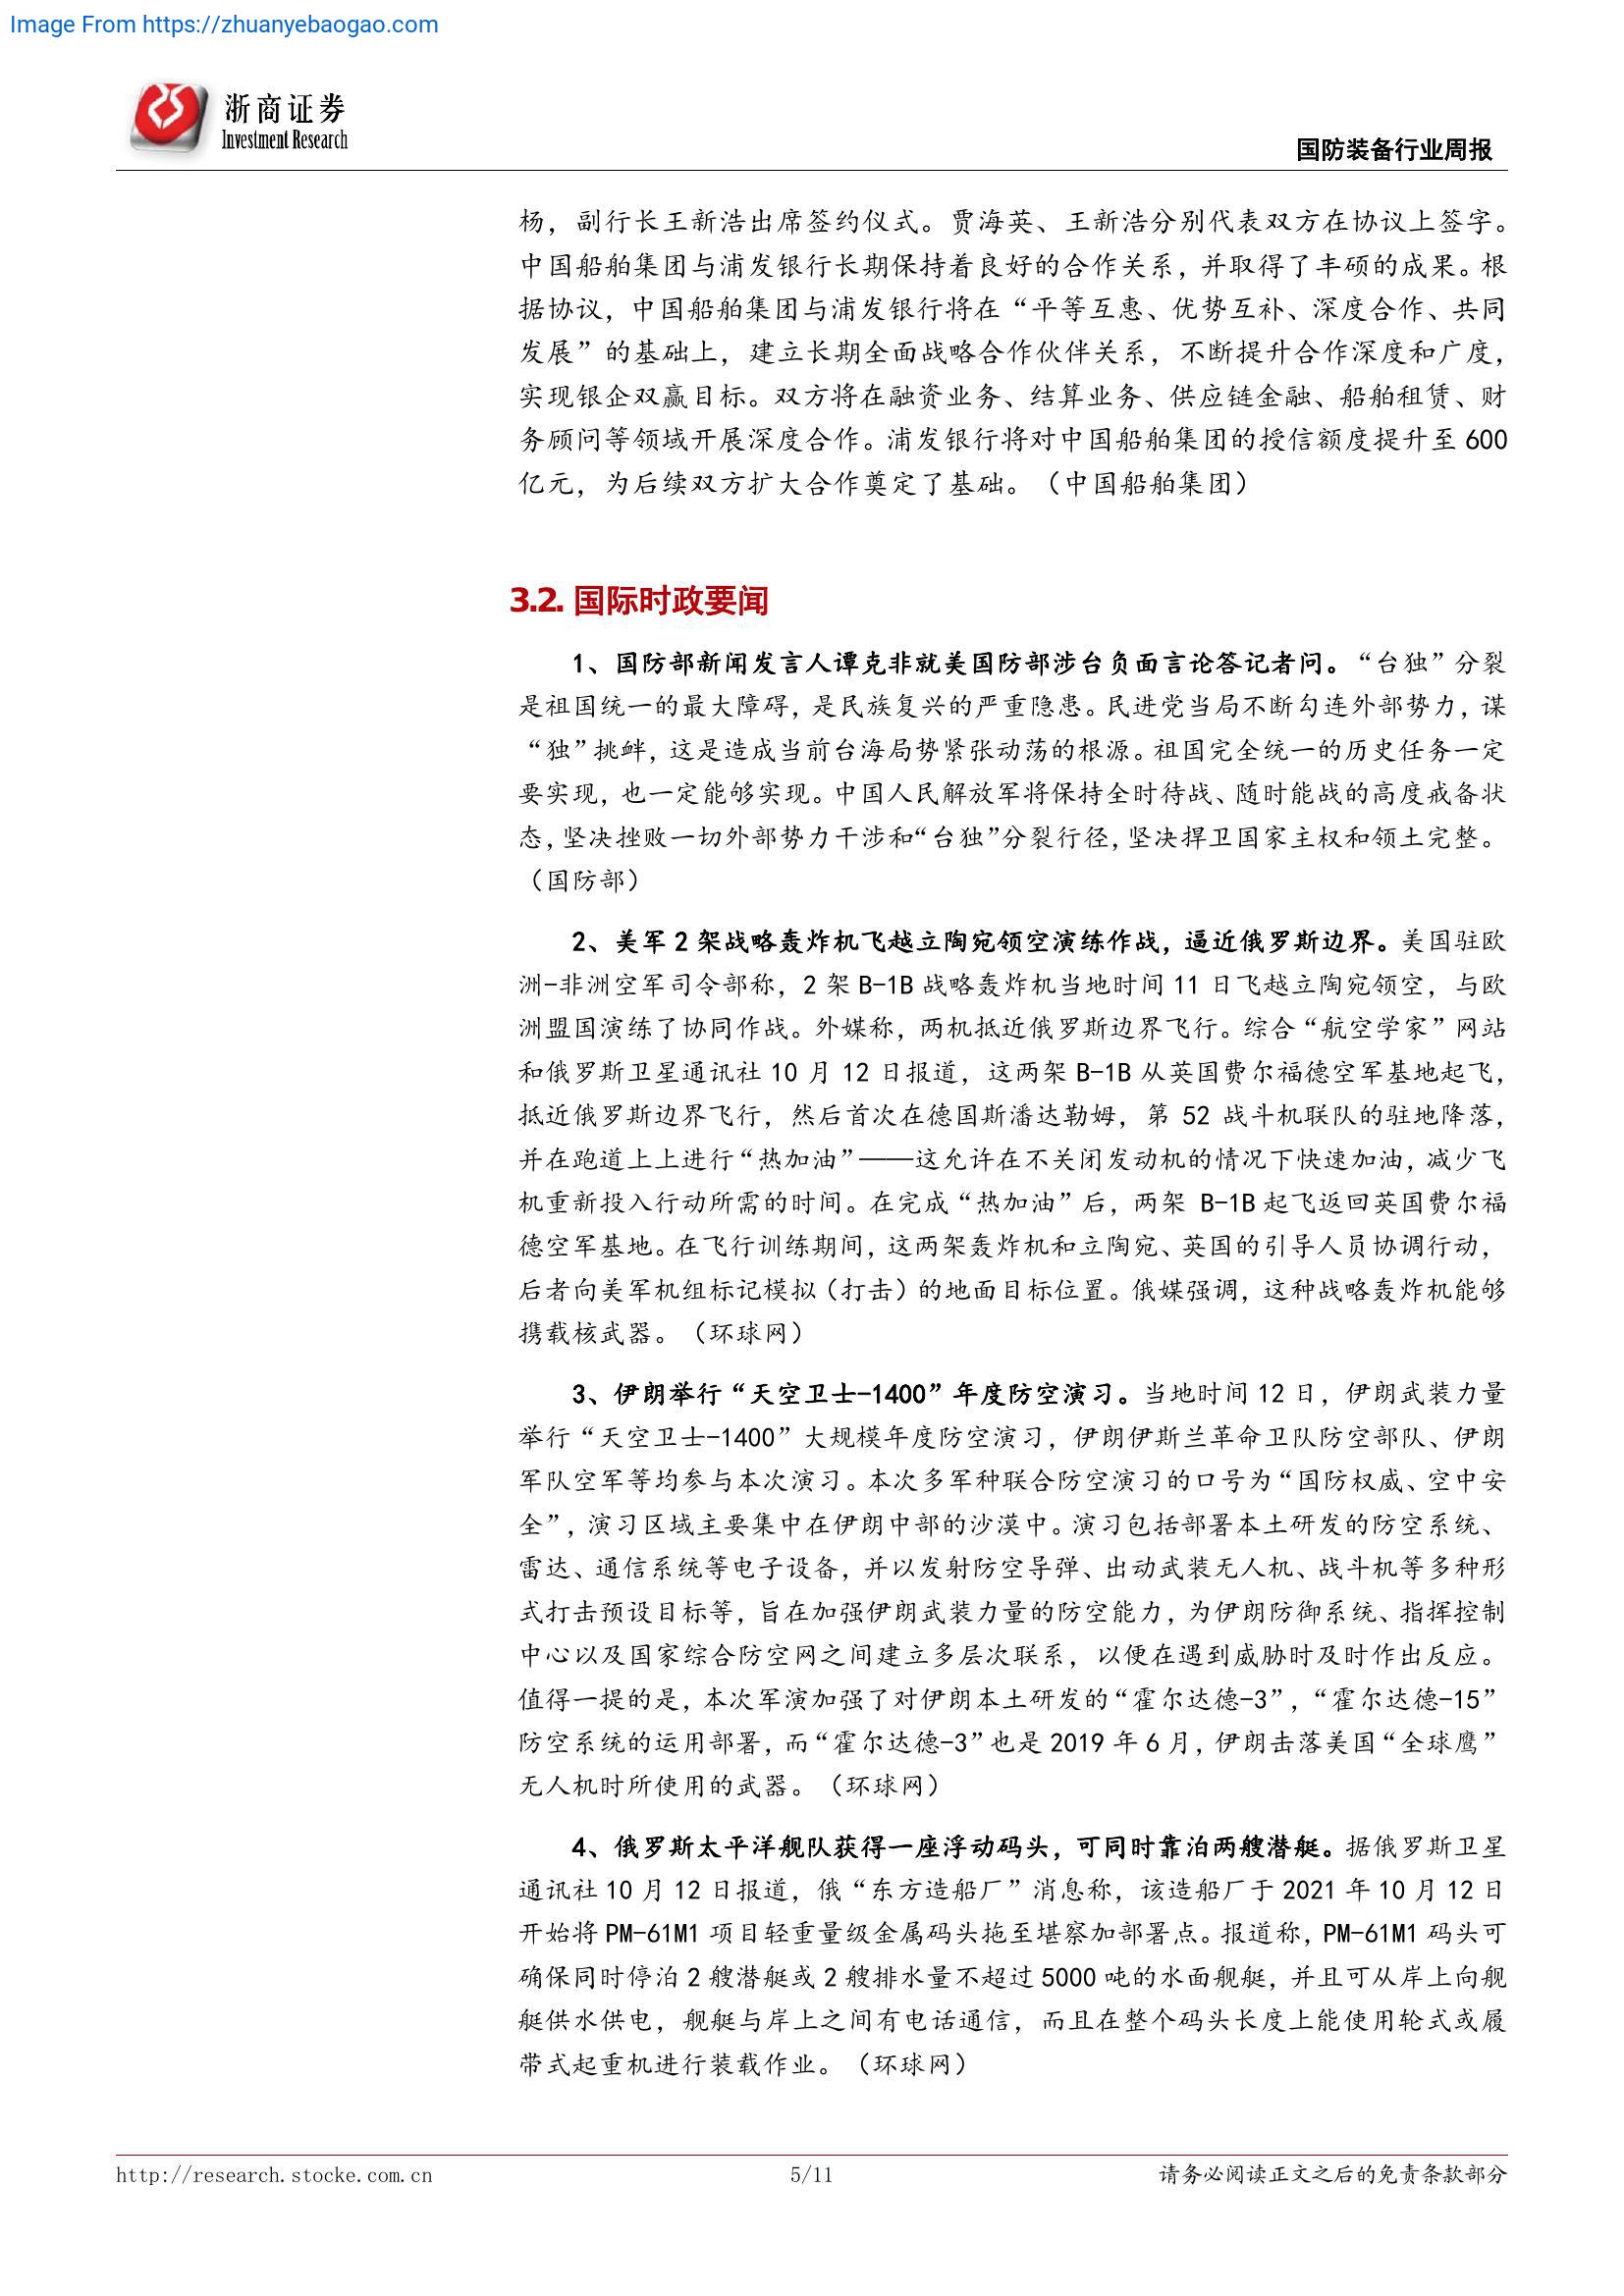 Image From https://zhuanyebaogao.com
浙商证券
Investment Research
国防装备行业周报
杨，副行长王新浩出席签约仪式。贾海英、王新浩分别代表双方在协议上签字。
中国船舶集团与浦发银行长期保持着良好的合作关系，并取得了丰硕的成果。根
据协议，中国船舶集团与浦发银行将在“平等互惠、优势互补、深度合作、共同
发展”的基础上，建立长期全面战略合作伙伴关系，不断提升合作深度和广度，
实现银企双赢目标。双方将在融资业务、结算业务、供应链金融、船舶租赁、财
务顾问等领域开展深度合作。浦发银行将对中国船舶集团的授信额度提升至 600
亿元，为后续双方扩大合作奠定了基础。（中国船舶集团）
3.2. 国际时政要闻
1、国防部新闻发言人谭克非就美国防部涉台负面言论答记者问。“台独”分裂
是祖国统一的最大障碍，是民族复兴的严重隐患。民进党当局不断勾连外部势力，谋
“独”挑衅，这是造成当前台海局势紧张动荡的根源。祖国完全统一的历史任务一定
要实现，也一定能够实现。中国人民解放军将保持全时待战、随时能战的高度戒备状
态，坚决挫败一切外部势力干涉和“台独”分裂行径，坚决捍卫国家主权和领土完整。
（国防部）
2、美军 2 架战略轰炸机飞越立陶宛领空演练作战，逼近俄罗斯边界。美国驻欧
洲-非洲空军司令部称，2 架 B-1B 战略轰炸机当地时间 11 日飞越立陶宛领空，与欧
洲盟国演练了协同作战。外媒称，两机抵近俄罗斯边界飞行。综合“航空学家”网站
和俄罗斯卫星通讯社 10 月 12 日报道，这两架 B-1B 从英国费尔福德空军基地起飞，
抵近俄罗斯边界飞行，然后首次在德国斯潘达勒姆，第 52 战斗机联队的驻地降落，
并在跑道上上进行“热加油”——这允许在不关闭发动机的情况下快速加油，减少飞
机重新投入行动所需的时间。在完成“热加油”后，两架 B-1B 起飞返回英国费尔福
德空军基地。在飞行训练期间，这两架轰炸机和立陶宛、英国的引导人员协调行动，
后者向美军机组标记模拟（打击）的地面目标位置。俄媒强调，这种战略轰炸机能够
携载核武器。（环球网）
3、伊朗举行“天空卫士-1400”年度防空演习。当地时间 12 日，伊朗武装力量
举行“天空卫士-1400”大规模年度防空演习，伊朗伊斯兰革命卫队防空部队、伊朗
军队空军等均参与本次演习。本次多军种联合防空演习的口号为“国防权威、空中安
全”，演习区域主要集中在伊朗中部的沙漠中。演习包括部署本土研发的防空系统、
雷达、通信系统等电子设备，并以发射防空导弹、出动武装无人机、战斗机等多种形
式打击预设目标等，旨在加强伊朗武装力量的防空能力，为伊朗防御系统、指挥控制
中心以及国家综合防空网之间建立多层次联系，以便在遇到威胁时及时作出反应。
值得一提的是，本次军演加强了对伊朗本土研发的“霍尔达德-3”，“霍尔达德-15”
防空系统的运用部署，而“霍尔达德-3”也是 2019 年 6 月，伊朗击落美国“全球鹰”
无人机时所使用的武器。（环球网）
4、俄罗斯太平洋舰队获得一座浮动码头，可同时靠泊两艘潜艇。据俄罗斯卫星
通讯社 10 月 12 日报道，俄“东方造船厂”消息称，该造船厂于 2021 年 10 月 12 日
开始将 PM-61M1 项目轻重量级金属码头拖至堪察加部署点。报道称，PM-61M1 码头可
确保同时停泊 2 艘潜艇或 2 艘排水量不超过 5000 吨的水面舰艇，并且可从岸上向舰
艇供水供电，舰艇与岸上之间有电话通信，而且在整个码头长度上能使用轮式或履
带式起重机进行装载作业。（环球网）
http://research.stocke.com.cn
5/11
请务必阅读正文之后的免责条款部分